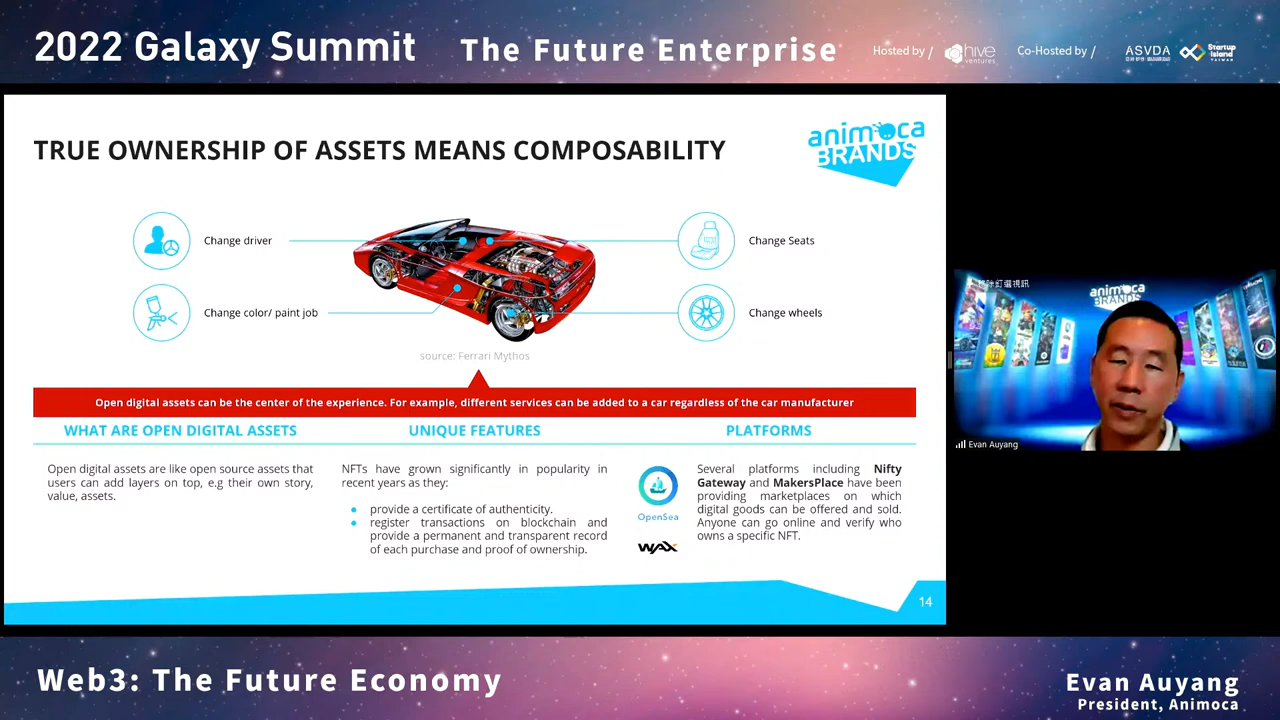 2022 Galaxy Summit The Future Enterprise Hosted by / hive ventures Co-Hosted by / ASVDA Startup Island TAIWAN
TRUE OWNERSHIP OF ASSETS MEANS COMPOSABILITY
animoca
BRANDS
Change driver
Change Seats
Change color/ paint job
Change wheels
source: Ferrari Mythos
Open digital assets can be the center of the experience. For example, different services can be added to a car regardless of the car manufacturer
WHAT ARE OPEN DIGITAL ASSETS
Open digital assets are like open source assets that
users can add layers on top, e.g their own story,
value, assets.
UNIQUE FEATURES
NFTs have grown significantly in popularity in
recent years as they:
provide a certificate of authenticity.
register transactions on blockchain and
provide a permanent and transparent record
of each purchase and proof of ownership.
PLATFORMS
OpenSea
WAX
Several platforms including Nifty
Gateway and MakersPlace have been
providing marketplaces on which
digital goods can be offered and sold.
Anyone can go online and verify who
owns a specific NFT.
14
移除釘選視訊
animoca
BRANDS
Evan Auyang
Web3: The Future Economy
Evan Auyang
President, Animoca